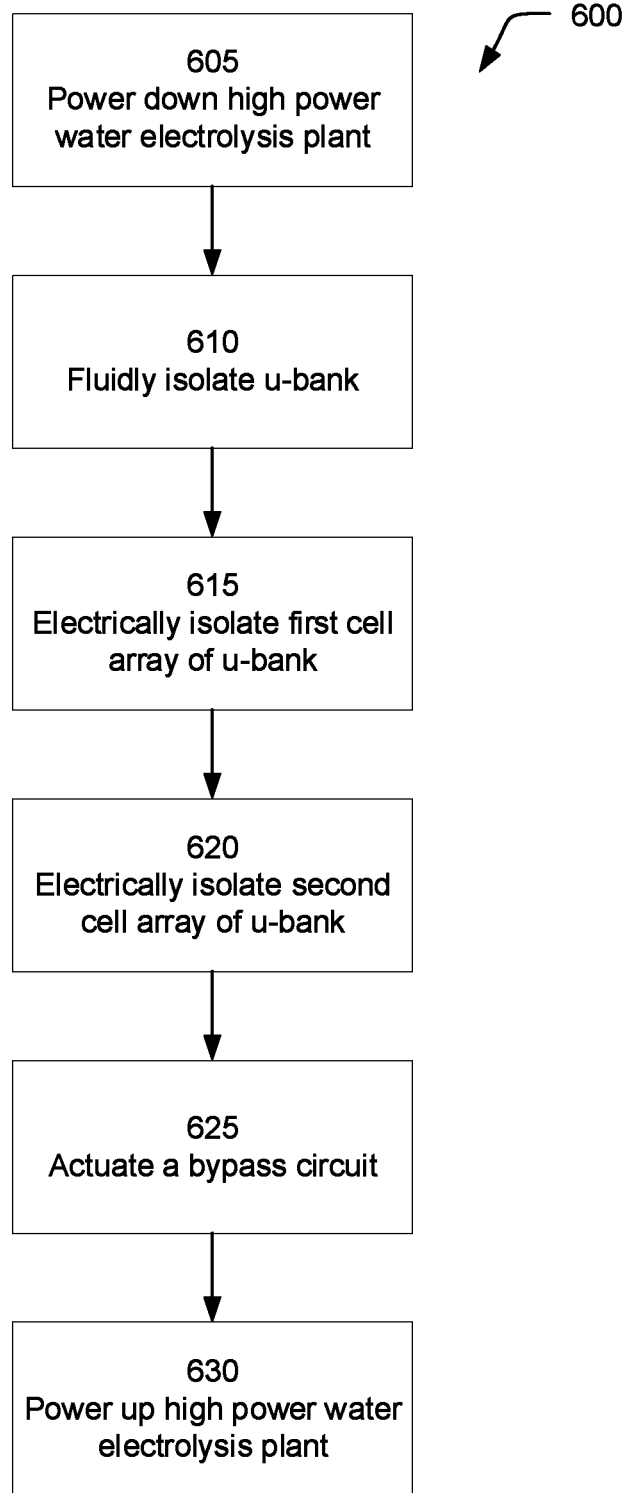 600
605
Power down high power
water electrolysis plant
610
Fluidly isolate u-bank
615
Electrically isolate first cell
array of u-bank
620
Electrically isolate second
cell array of u-bank
625
Actuate a bypass circuit
630
Power up high power water
electrolysis plant